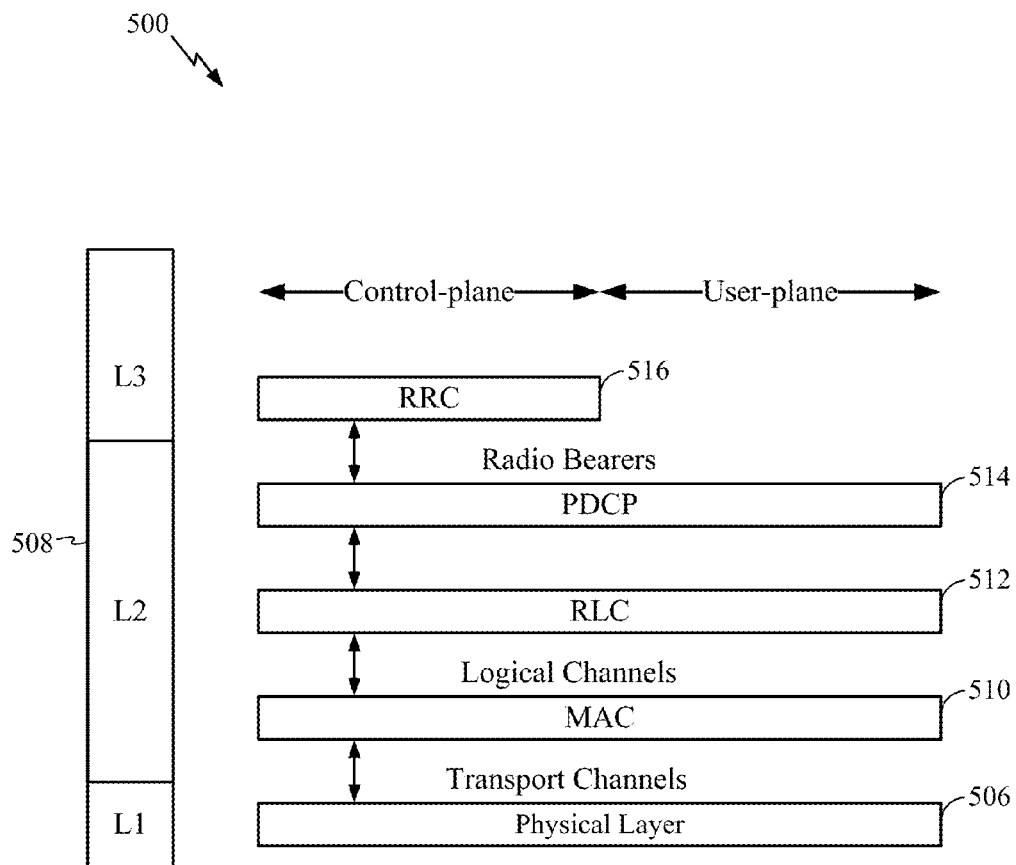 500
Control-plane
User-plane
L3
RRC
516
Radio Bearers
514
PDCP
508
512
L2
RLC
Logical Channels
510
MAC
Transport Channels
506
L1
Physical Layer